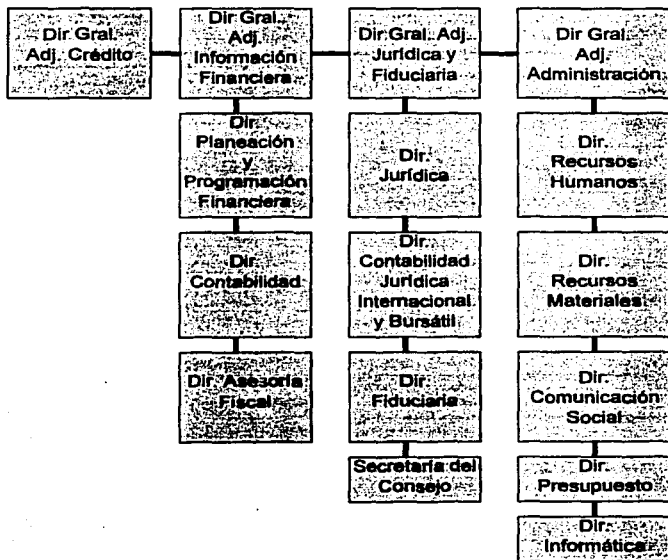 Dir Gral.
Adj. Crédito
Dir Gral.
Adj.
Información
Financiera
Dir. Gral. Adj.
Jurídica y
Fiduciaria
Dir Gral.
Adj.
Administración
Dir.
Planeación
y
Programación
Financiera
Dir.
Jurídica
Dir.
Recursos
Humanos
Dir.
Contabilidad
Dir.
Contabilidad
Jurídica
Internacional
y Bursátil
Dir.
Recursos
Materiales
Dir. Asesoría
Fiscal
Dir.
Fiduciaria
Dir.
Comunicación
Social
Secretaría del
Consejo
Dir.
Presupuesto
Dir.
Informática